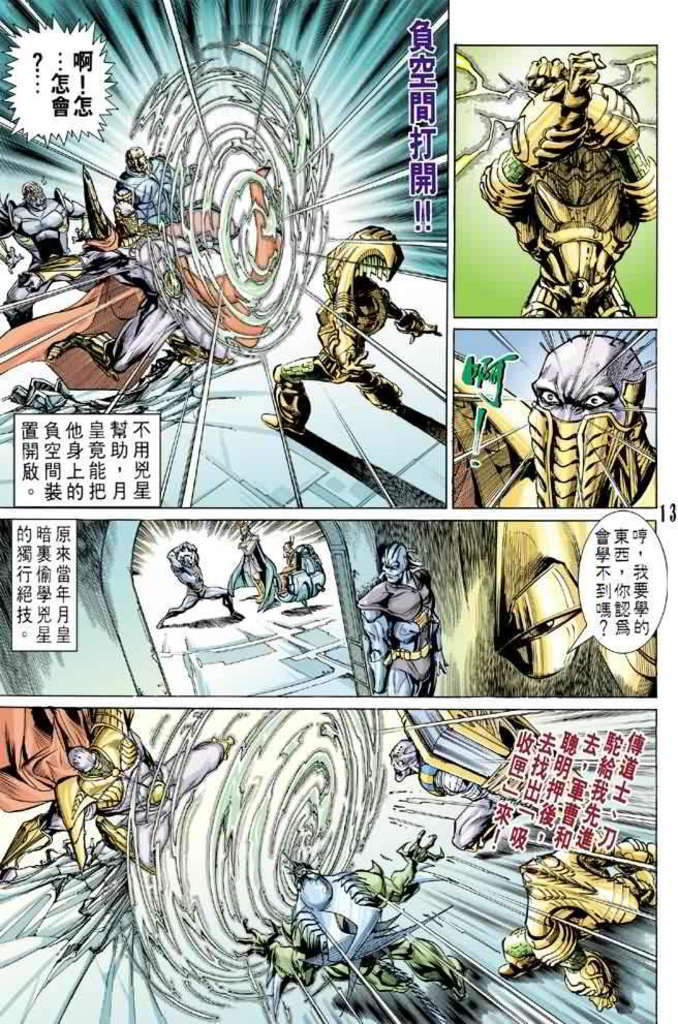 負空間打開!!
啊!怎
…怎會
?……
不用兇星
幫助，月
皇竟能把
他身上的
負空間裝
置開啟。
啊!
13
哼，我要學的
東西，你認為
會學不到嗎?
原來當年月皇
暗裏偷學兇星
的獨行絕技。
傳道士、刀
駝給我先進
去，軍曹和
聰明神後，
去找出「吸
收匣」來!